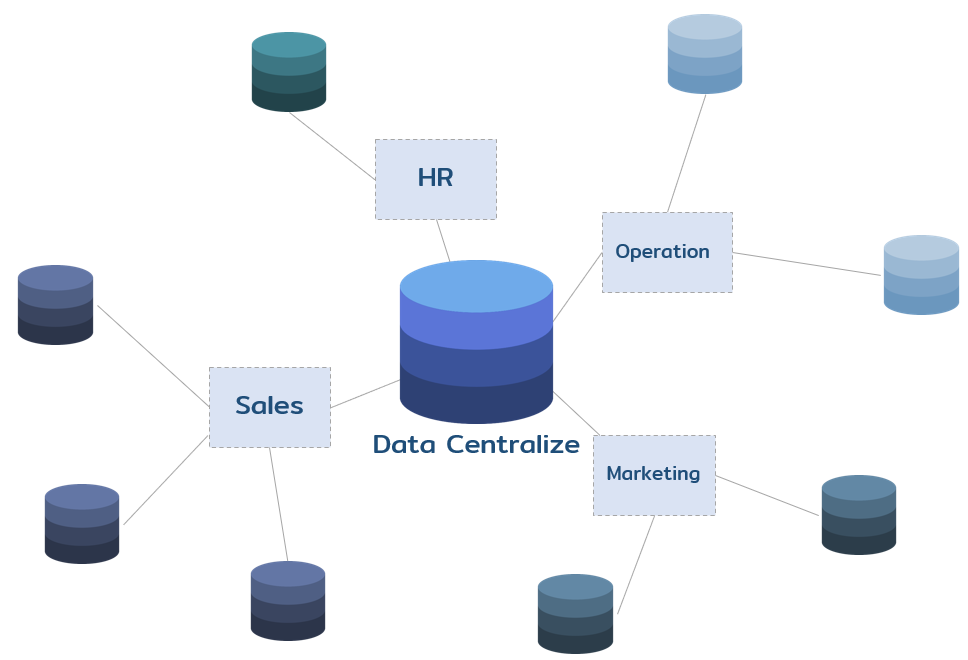 HR
Operation
Sales
Data Centralize
Marketing